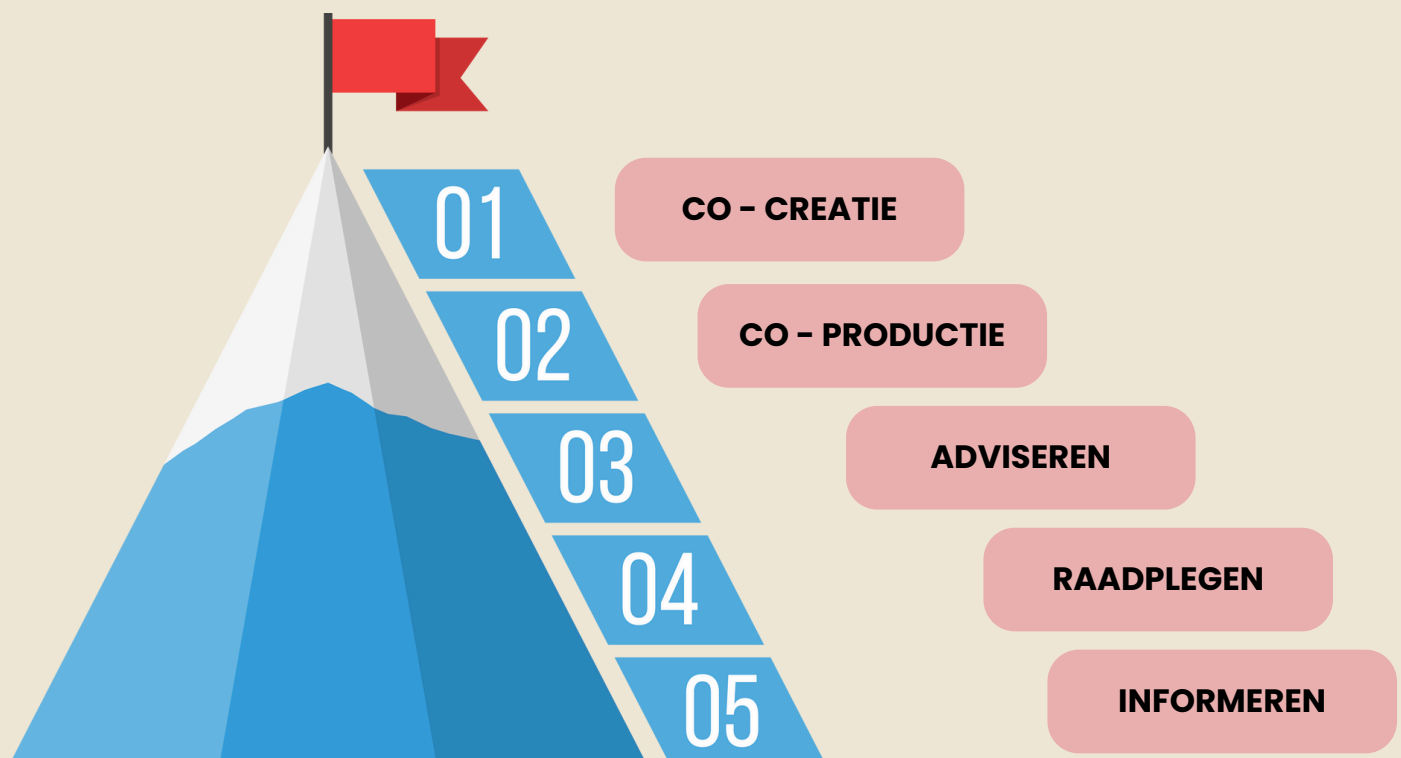 01
CO - CREATIE
02
CO - PRODUCTIE
03
ADVISEREN
04
RAADPLEGEN
05
INFORMEREN